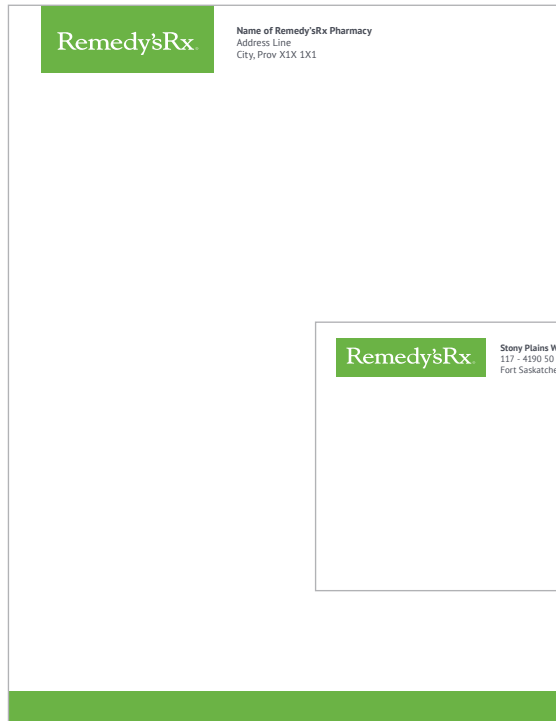 Remedy'sRx
Name of Remedy'sRx Pharmacy
Address Line
City, Prov X1X 1X1
Remedy'sRx
Stony Plains
117 - 4190 50
Fort